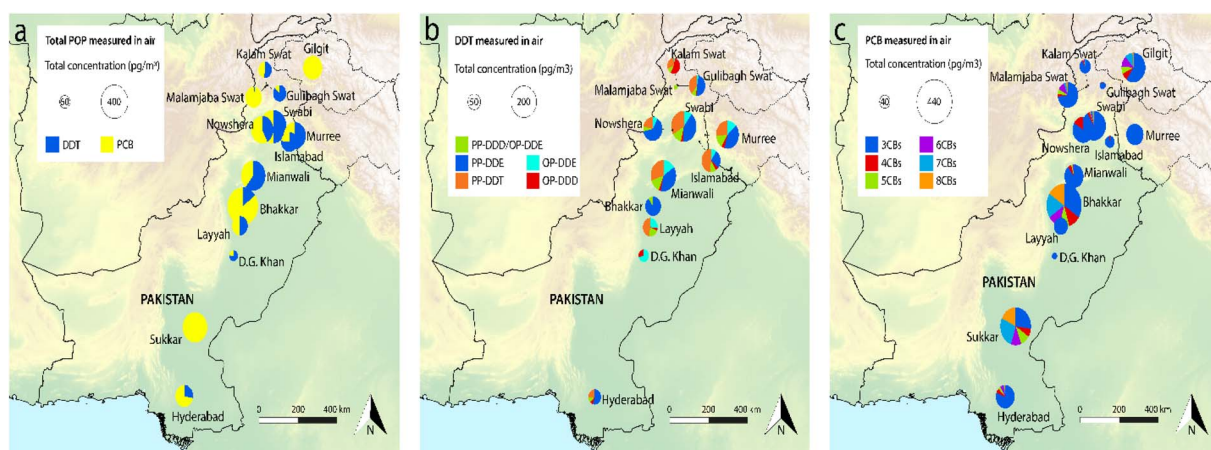 a
Total POP measured in air
Total concentration (pg/m³)
60
400
DDT
PCB
Kalam Swat
Gilgit
Malamjaba Swat
Gulibagh Swat
Swabi
Nowshera
Murree
Islamabad
Mianwali
Bhakkar
Layyah
D.G. Khan
PAKISTAN
Sukkar
Hyderabad
0 200 400 km
N
b
DDT measured in air
Total concentration (pg/m3)
50
200
PP-DDD/OP-DDE
PP-DDE
OP-DDE
PP-DDT
OP-DDD
Kalam Swat
Gulibagh Swat
Malamjaba Swat
Swabi
Nowshera
Murree
Islamabad
Mianwali
Bhakkar
Layyah
D.G. Khan
PAKISTAN
Hyderabad
0 200 400 km
N
c
PCB measured in air
Total concentration (pg/m3)
40
440
3CBs
6CBs
4CBs
7CBs
5CBs
8CBs
Kalam Swat
Gilgit
Malamjaba Swat
Gulibagh Swat
Swabi
Murree
Nowshera
Islamabad
Mianwali
Bhakkar
Layyah
D.G. Khan
PAKISTAN
Sukkar
Hyderabad
0 200 400 km
N